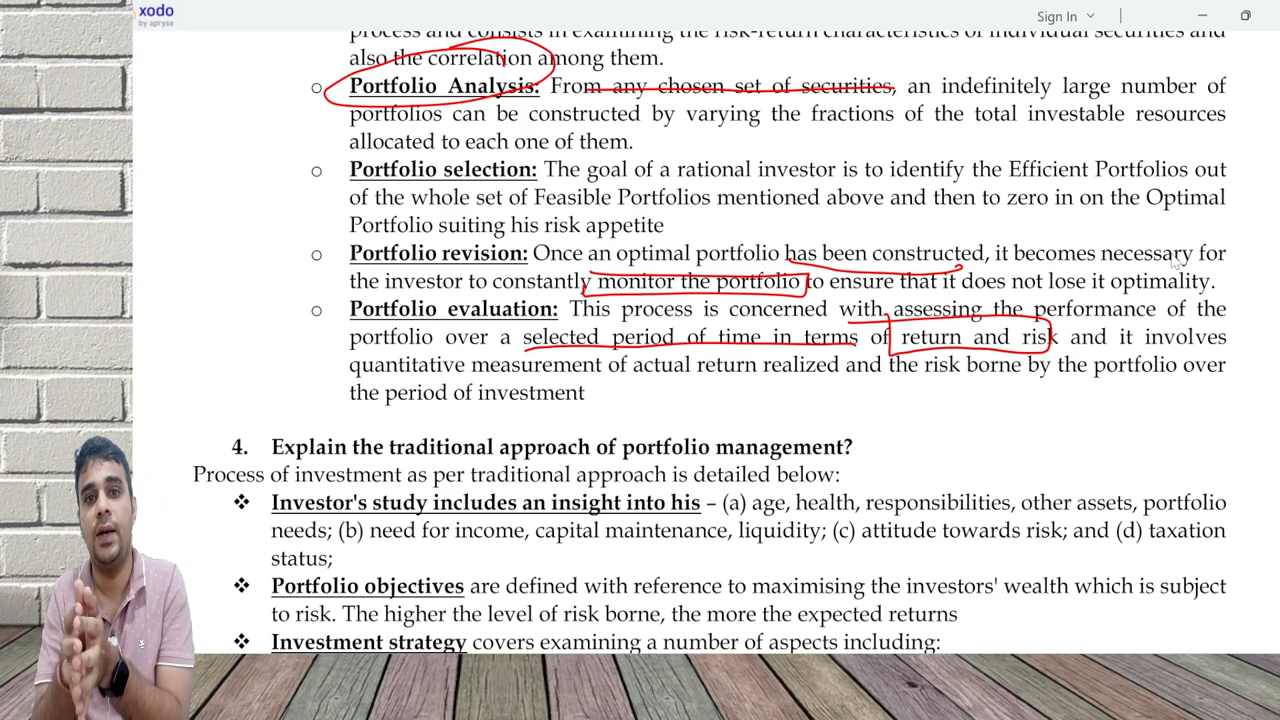 xodo
by apryse
Sign In
process and consists in examining the risk-return characteristics of individual securities and
also the correlation among them.
o Portfolio Analysis: From any chosen set of securities, an indefinitely large number of
portfolios can be constructed by varying the fractions of the total investable resources
allocated to each one of them.
o Portfolio selection: The goal of a rational investor is to identify the Efficient Portfolios out
of the whole set of Feasible Portfolios mentioned above and then to zero in on the Optimal
Portfolio suiting his risk appetite
o Portfolio revision: Once an optimal portfolio has been constructed, it becomes necessary for
the investor to constantly monitor the portfolio to ensure that it does not lose it optimality.
o Portfolio evaluation: This process is concerned with assessing the performance of the
portfolio over a selected period of time in terms of return and risk and it involves
quantitative measurement of actual return realized and the risk borne by the portfolio over
the period of investment
4. Explain the traditional approach of portfolio management?
Process of investment as per traditional approach is detailed below:
❖ Investor's study includes an insight into his – (a) age, health, responsibilities, other assets, portfolio
needs; (b) need for income, capital maintenance, liquidity; (c) attitude towards risk; and (d) taxation
status;
❖ Portfolio objectives are defined with reference to maximising the investors' wealth which is subject
to risk. The higher the level of risk borne, the more the expected returns
❖ Investment strategy covers examining a number of aspects including: